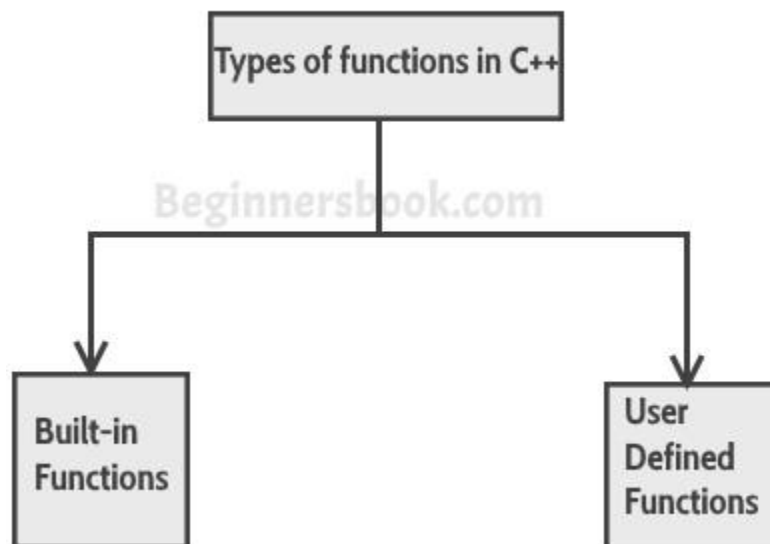 Types of functions in C++
Beginnersbook.com
Built-in
Functions
User
Defined
Functions